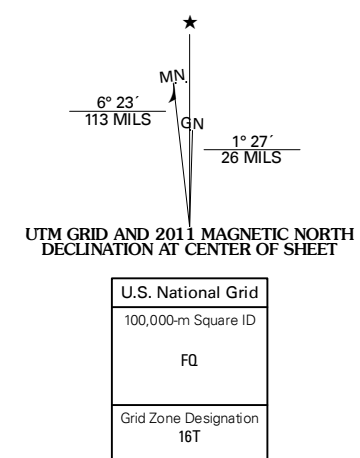 M.N.
6° 23´
113 MILS
GN
1° 27´
26 MILS
UTM GRID AND 2011 MAGNETIC NORTH
DECLINATION AT CENTER OF SHEET
U.S. National Grid
100,000-m Square ID
FQ
Grid Zone Designation
16T